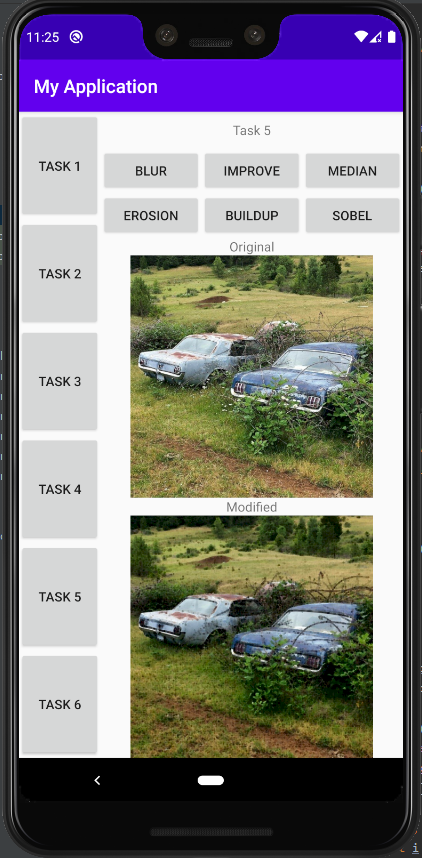 11:25
My Application
TASK 1
TASK 2
TASK 3
TASK 4
TASK 5
TASK 6
Task 5
BLUR IMPROVE MEDIAN
EROSION BUILDUP SOBEL
Original
Modified